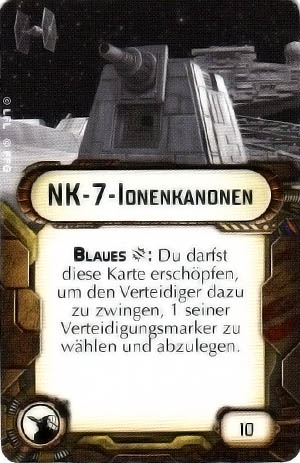 © LFL © FFG
NK-7-Ionenkanonen
Blaues : Du darfst
diese Karte erschöpfen,
um den Verteidiger dazu
zu zwingen, 1 seiner
Verteidigungsmarker zu
wählen und abzulegen.
10